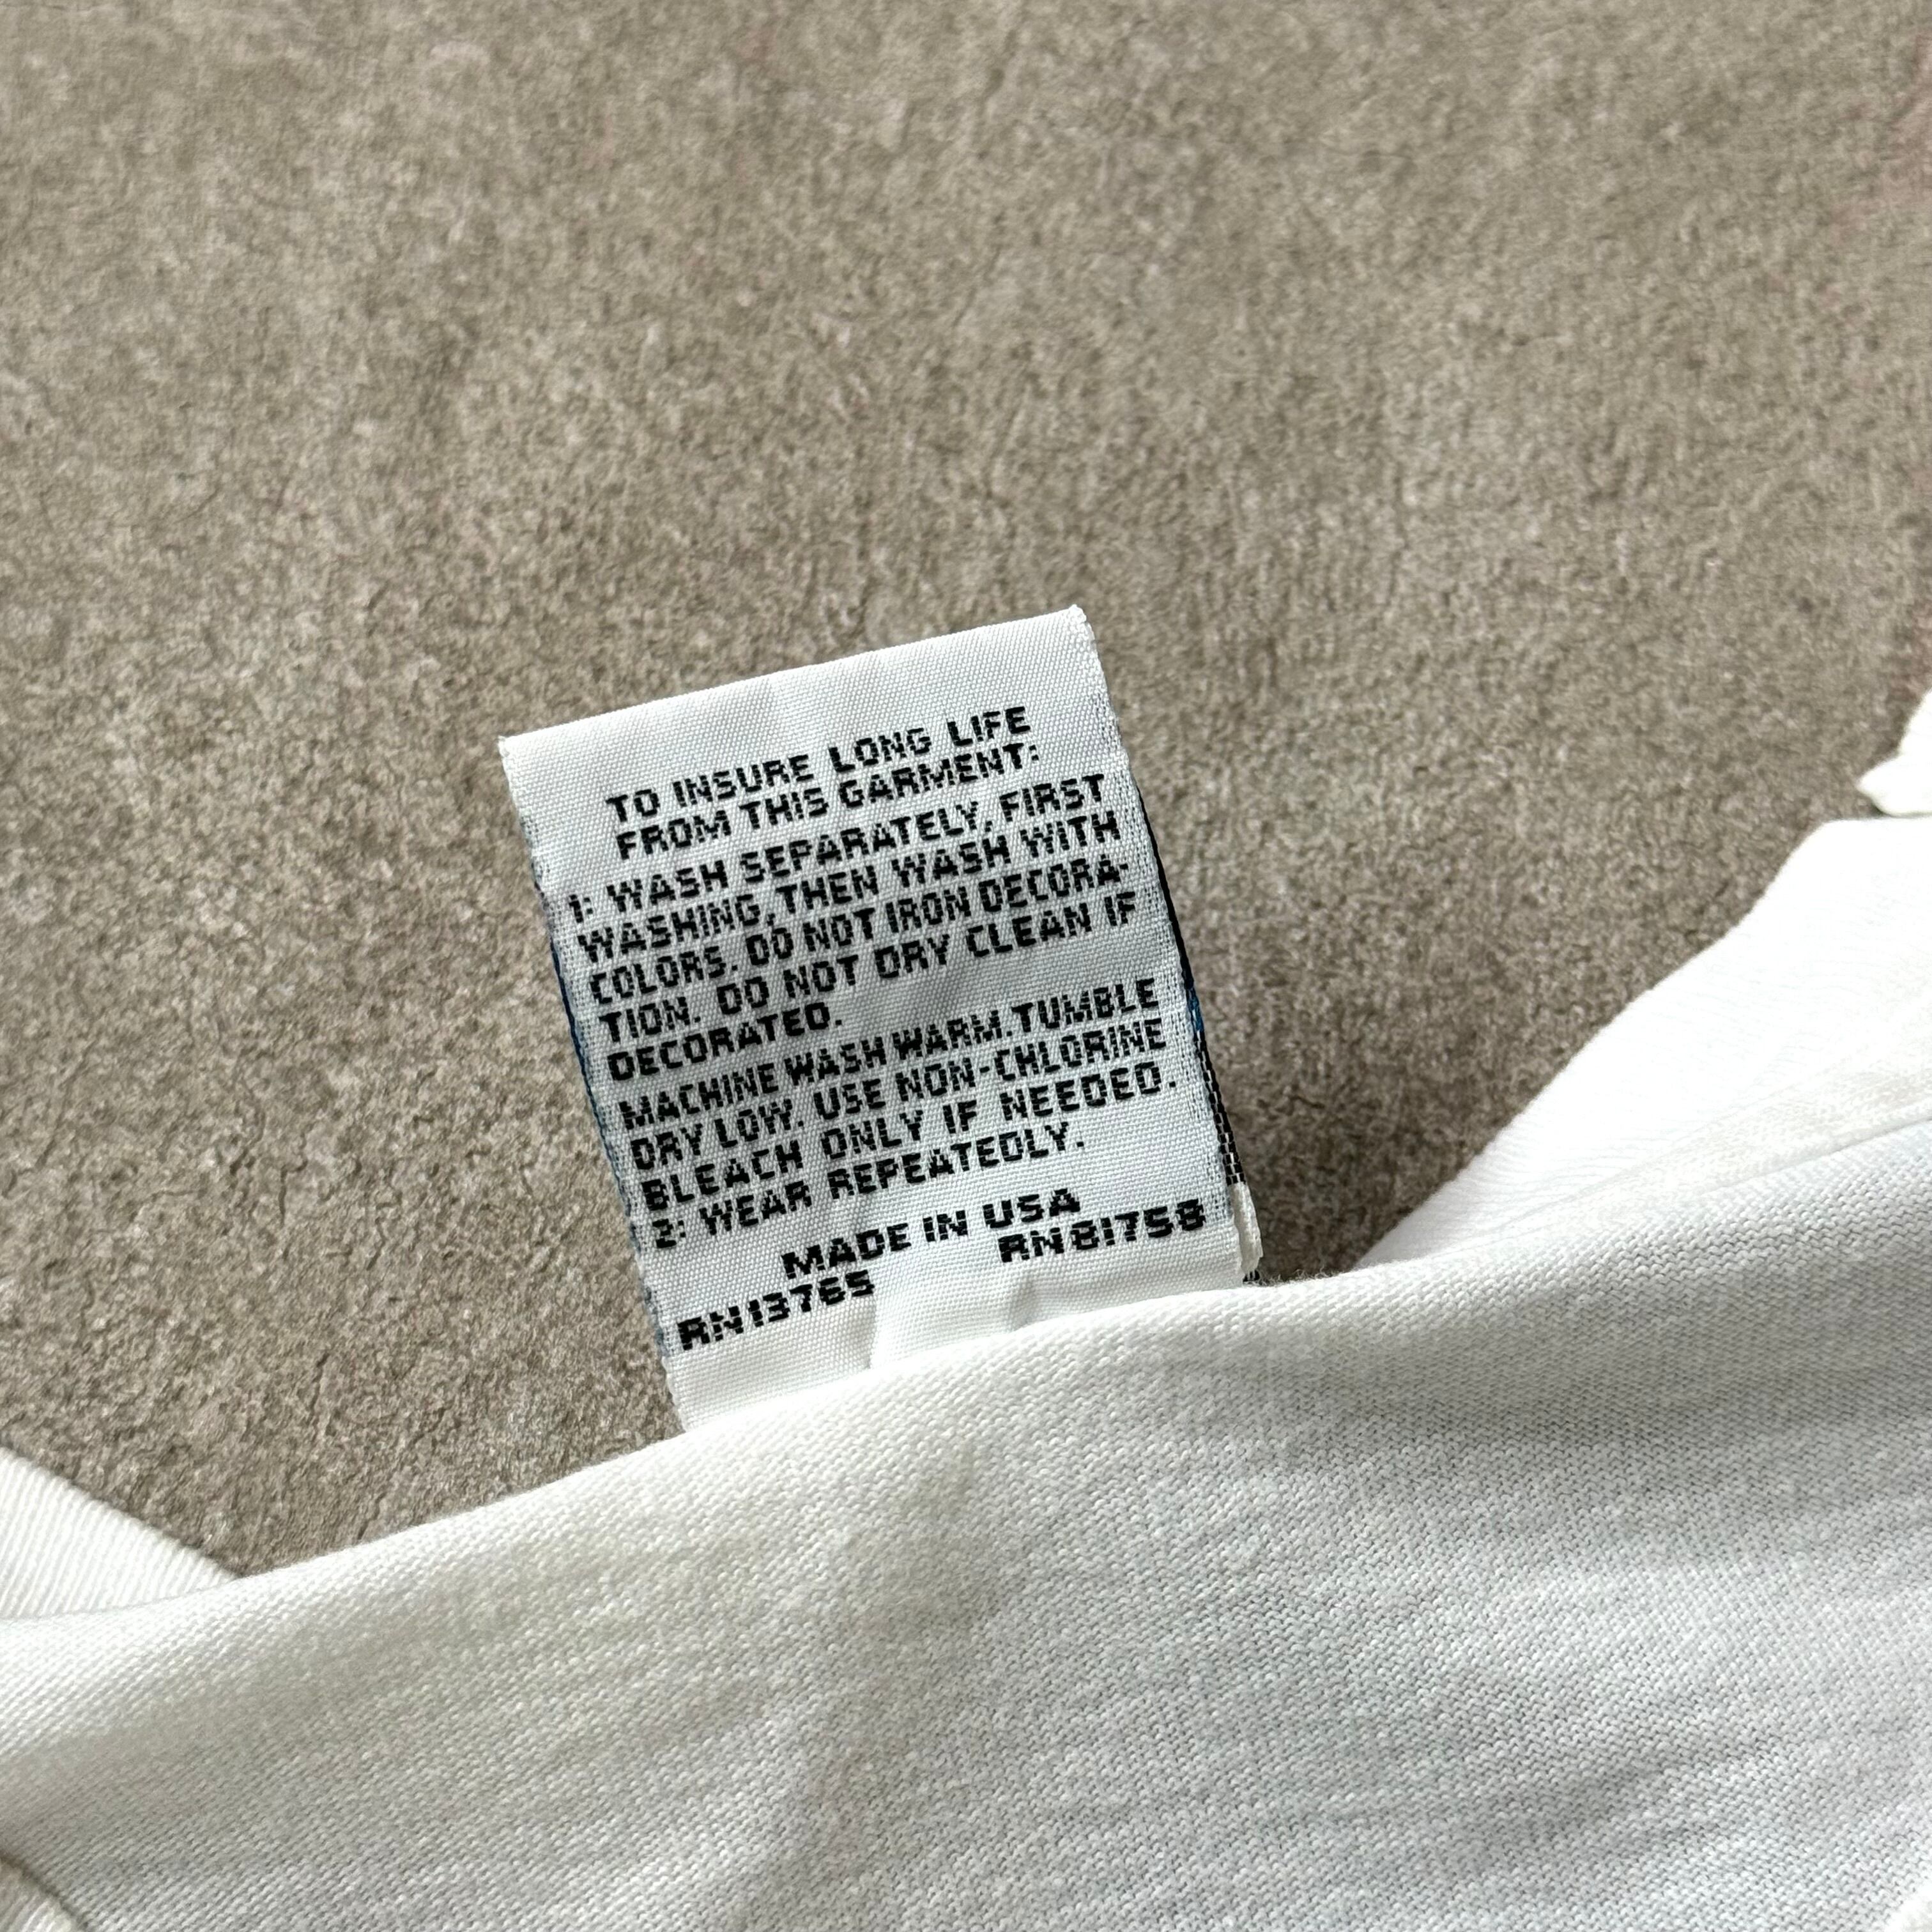 TO INSURE LONG LIFE
FROM THIS GARMENT:
1: WASH SEPARATELY, FIRST
WASHING, THEN WASH WITH
COLORS. DO NOT IRON DECORA-
TION. DO NOT DRY CLEAN IF
DECORATED.
MACHINE WASH WARM. TUMBLE
DRY LOW. USE NON-CHLORINE
BLEACH ONLY IF NEEDED.
2: WEAR REPEATEDLY.
MADE IN USA
RN13765 RN81758